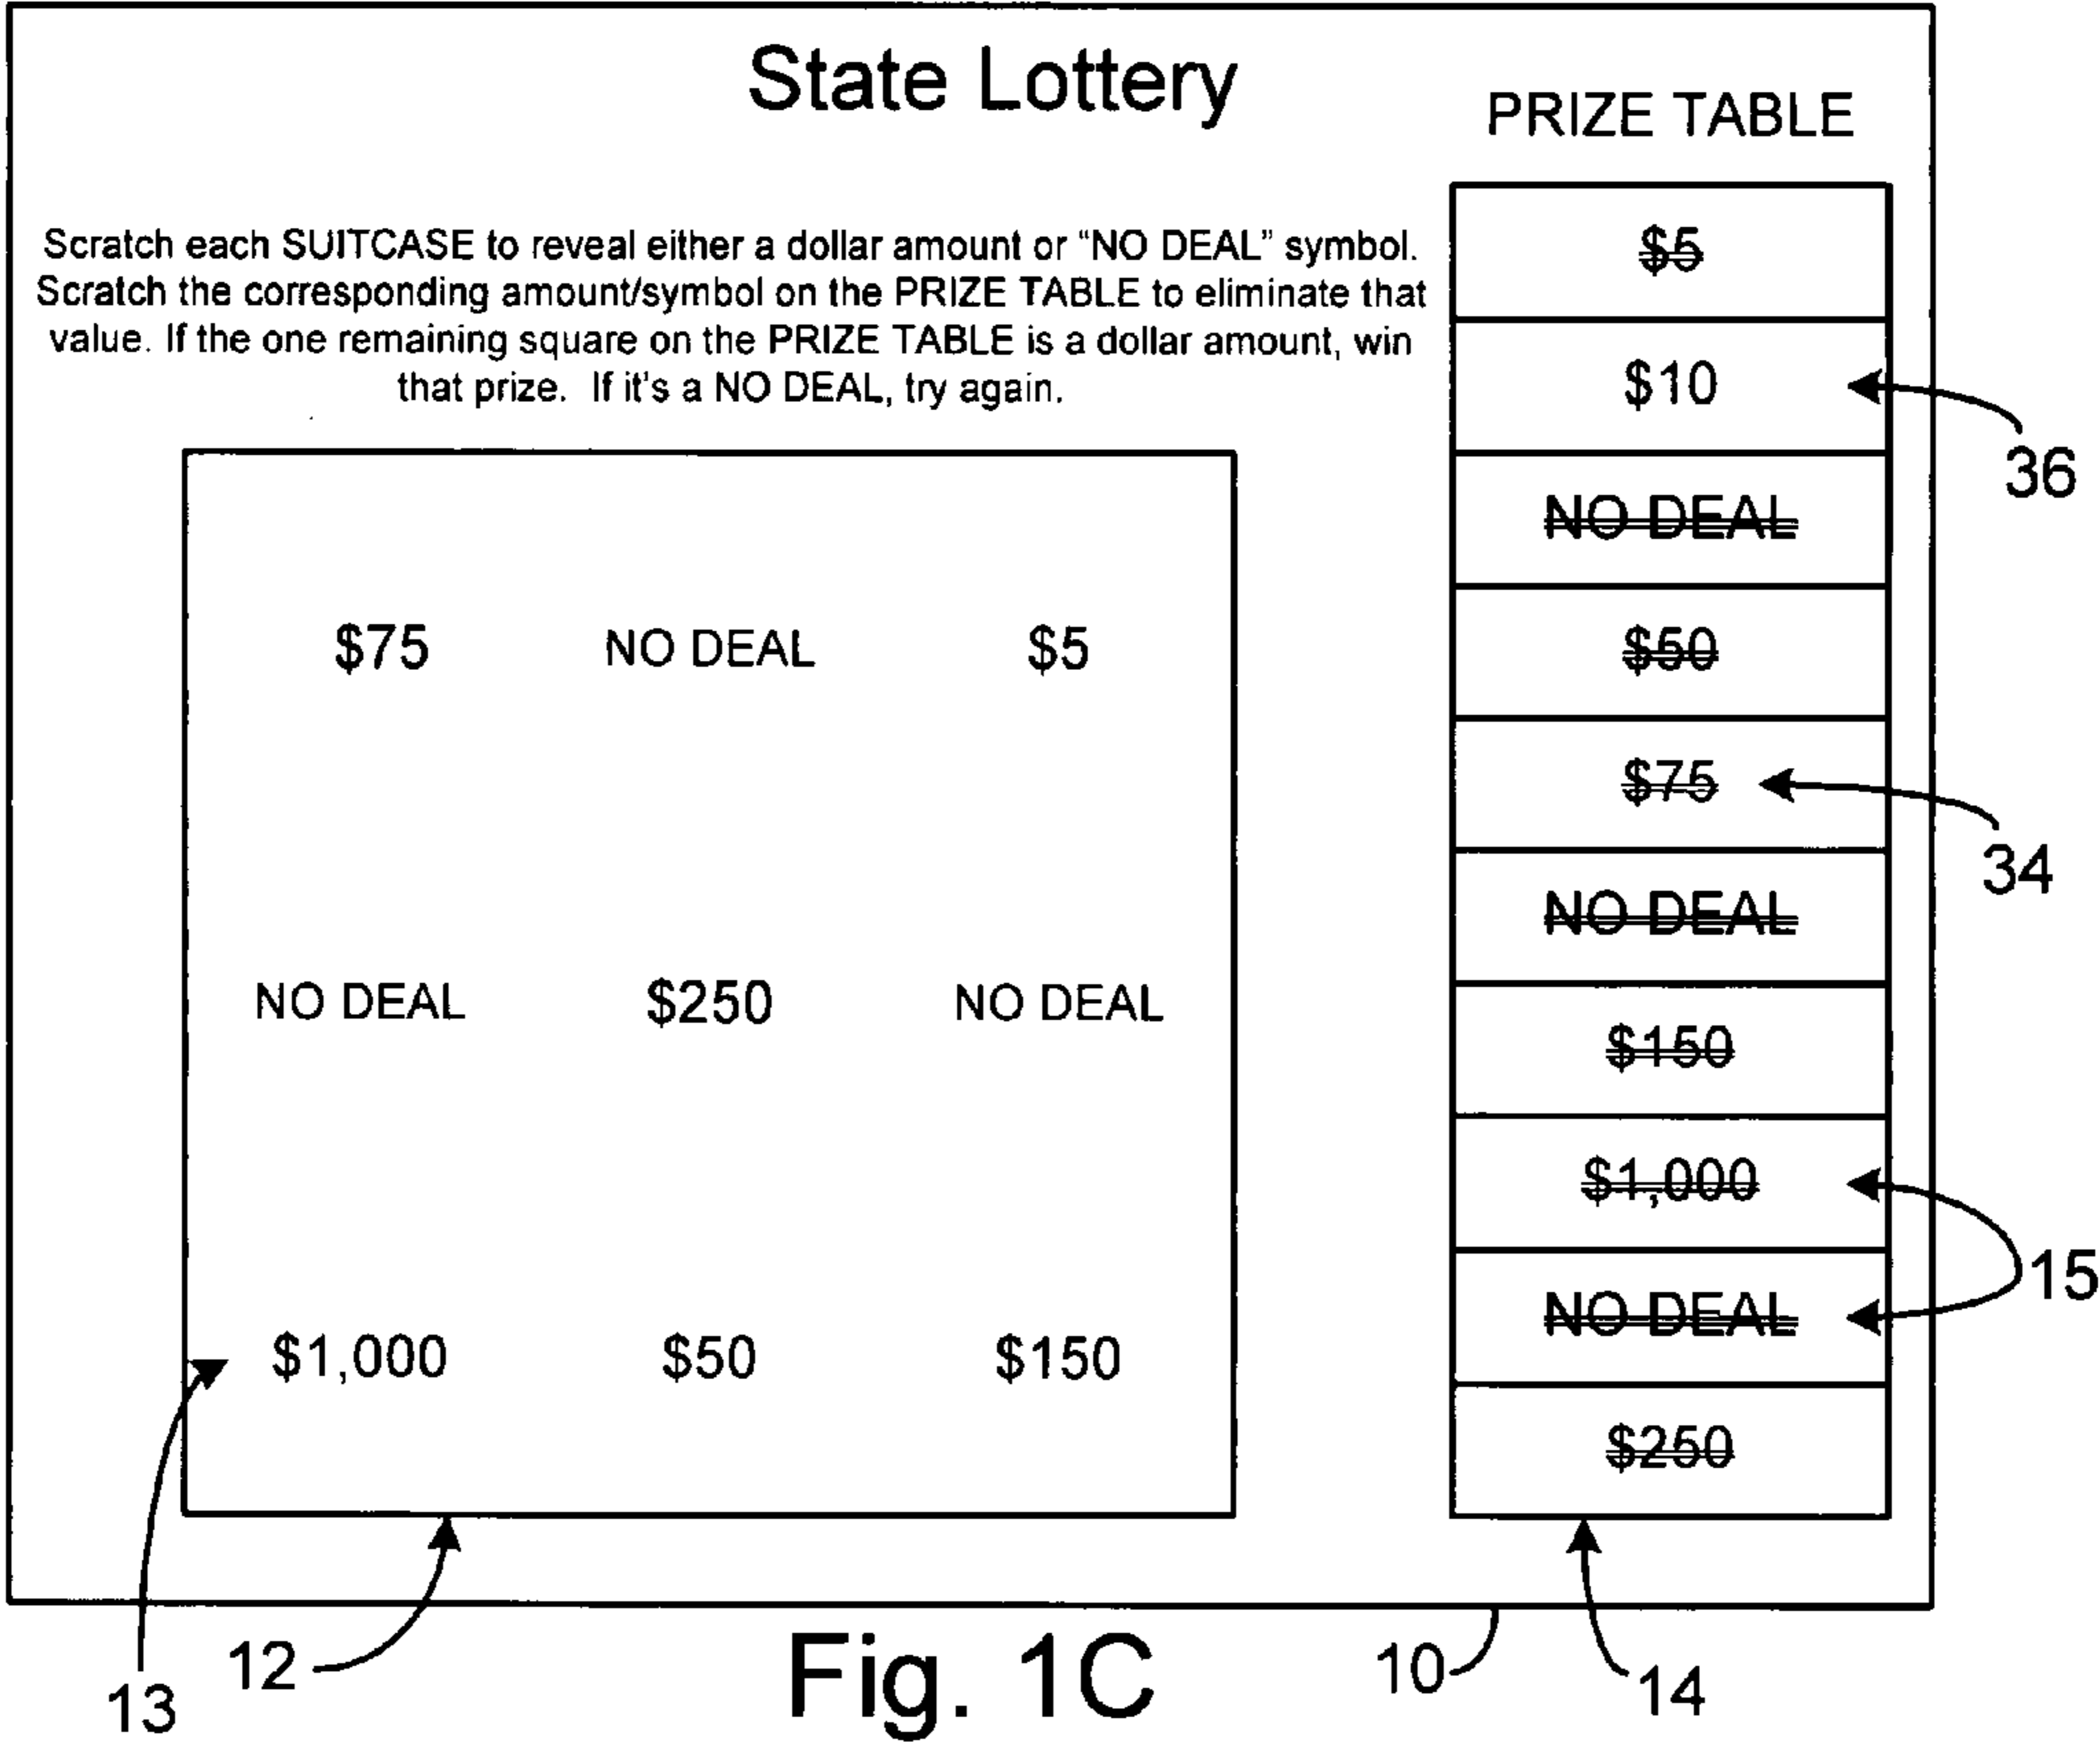 State Lottery
PRIZE TABLE
Scratch each SUITCASE to reveal either a dollar amount or “NO DEAL” symbol.
Scratch the corresponding amount/symbol on the PRIZE TABLE to eliminate that
value. If the one remaining square on the PRIZE TABLE is a dollar amount, win
that prize. If it's a NO DEAL, try again.
$75 NO DEAL $5
NO DEAL $250 NO DEAL
$1,000 $50 $150
$5
$10
NO DEAL
$50
$75
NO DEAL
$150
$1,000
NO DEAL
$250
36
34
15
13
12
10
14
Fig. 1C